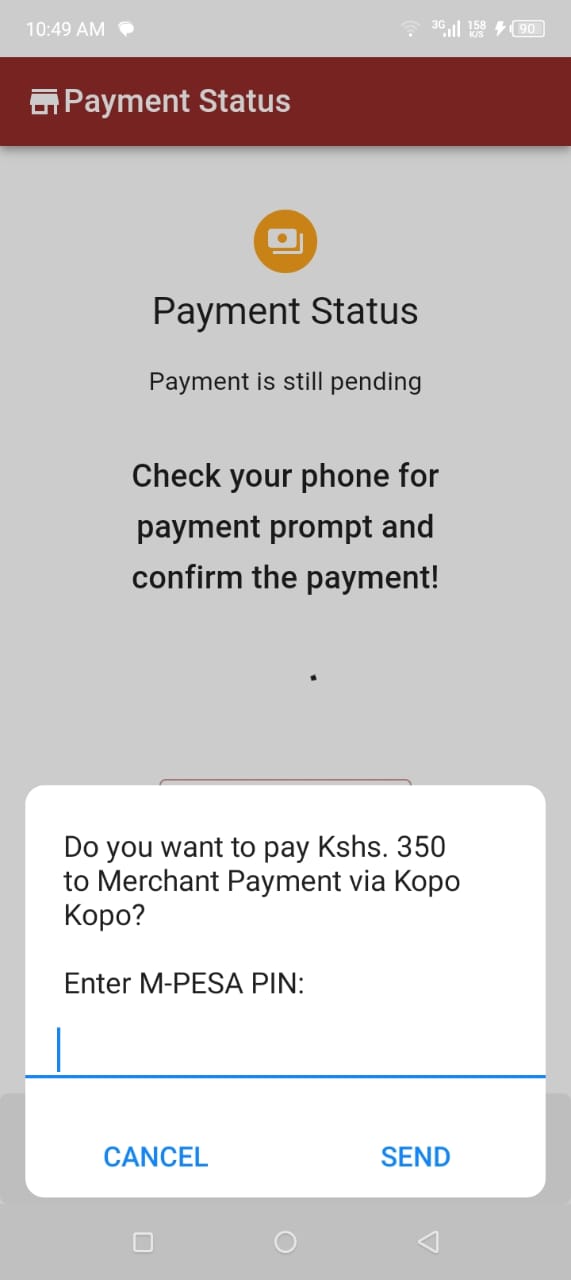 10:49 AM
3G 158 K/S 90
Payment Status
Payment Status
Payment is still pending
Check your phone for
payment prompt and
confirm the payment!
Do you want to pay Kshs. 350
to Merchant Payment via Kopo
Kopo?
Enter M-PESA PIN:
CANCEL SEND